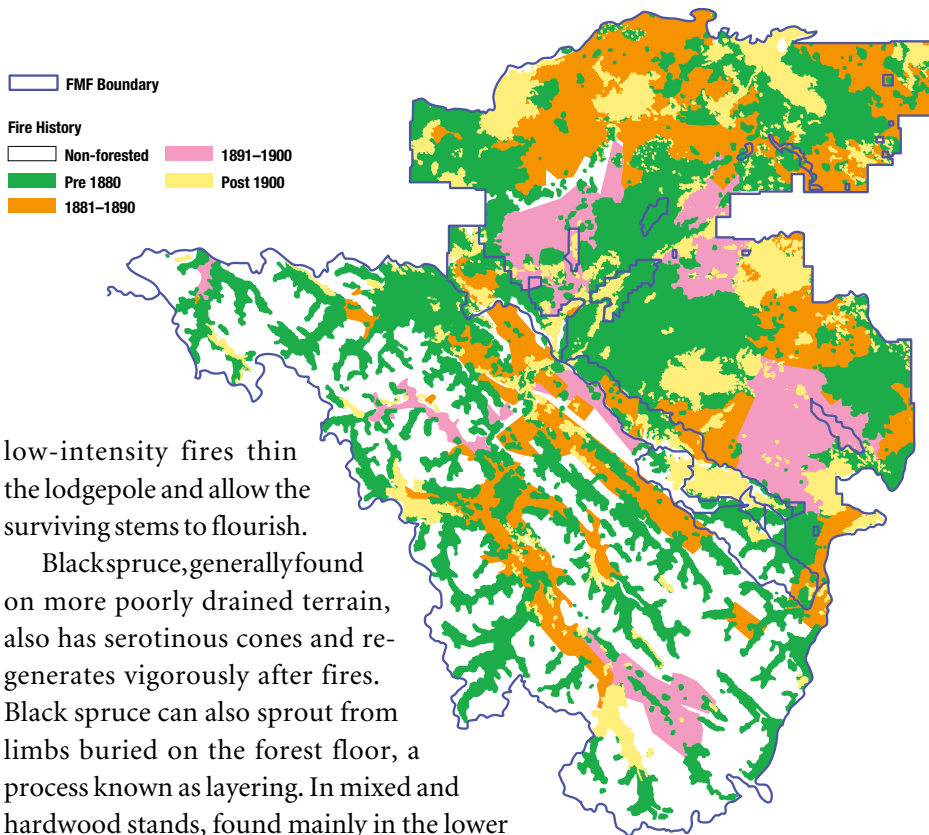 FMF Boundary
Fire History
Non-forested
Pre 1880
1881–1890
1891–1900
Post 1900
low-intensity fires thin
the lodgepole and allow the
surviving stems to flourish.
Black spruce, generally found
on more poorly drained terrain,
also has serotinous cones and re-
generates vigorously after fires.
Black spruce can also sprout from
limbs buried on the forest floor, a
process known as layering. In mixed and
hardwood stands, found mainly in the lower